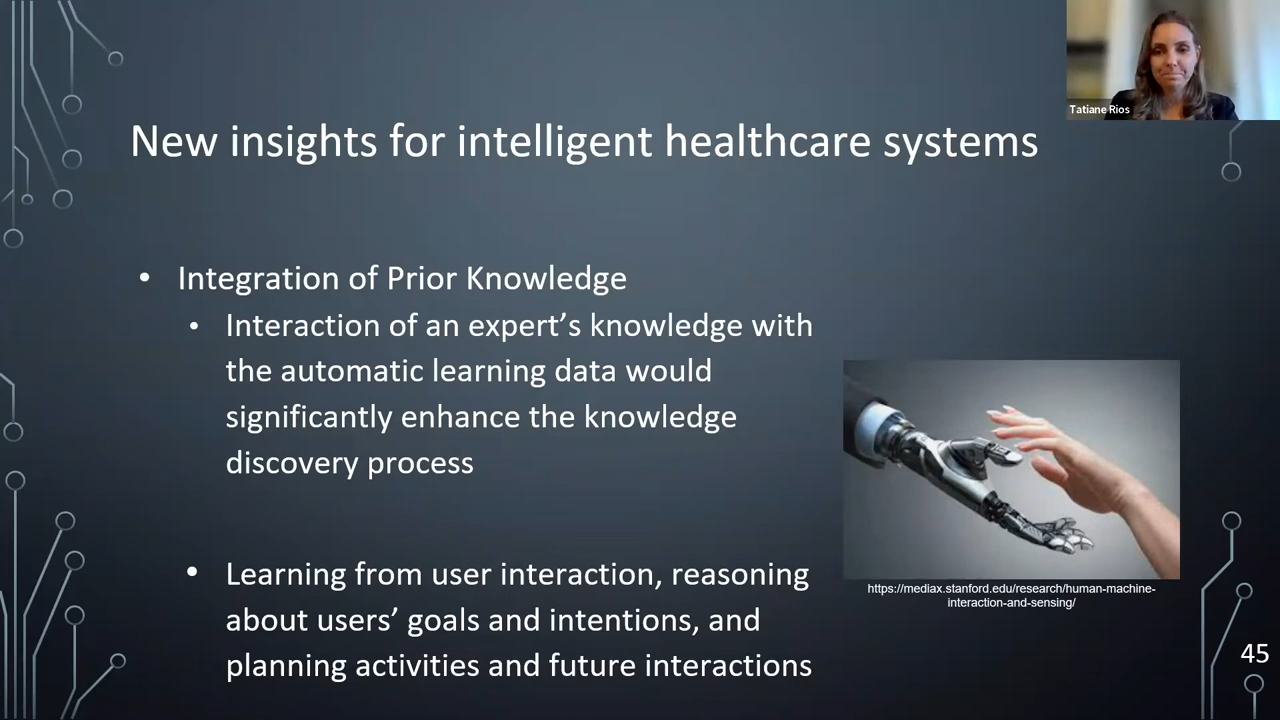 Tatiane Rios
New insights for intelligent healthcare systems
• Integration of Prior Knowledge
• Interaction of an expert’s knowledge with
the automatic learning data would
significantly enhance the knowledge
discovery process
• Learning from user interaction, reasoning
about users’ goals and intentions, and
planning activities and future interactions
https://mediax.stanford.edu/research/human-machine-
interaction-and-sensing/
45